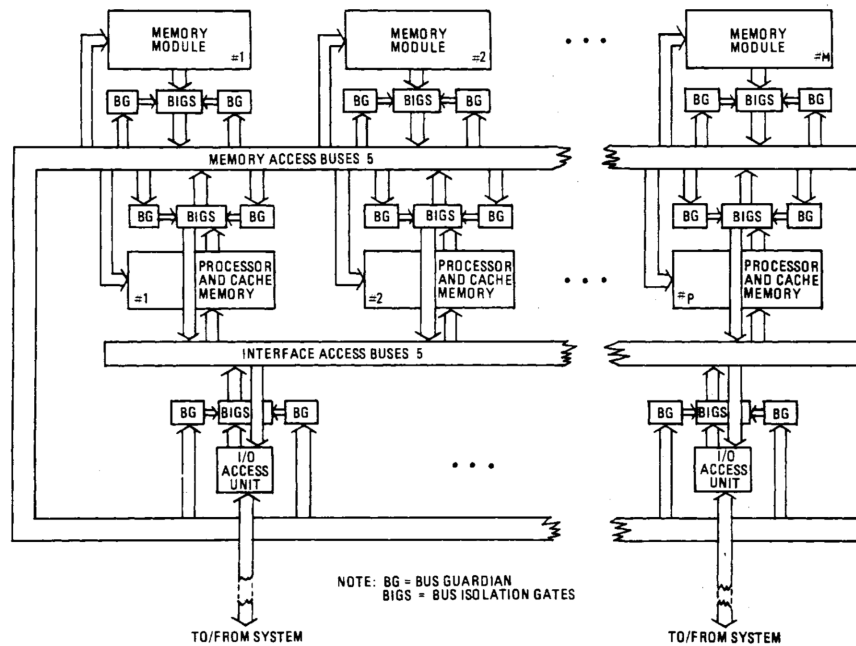 MEMORY
MODULE
#1
MEMORY
MODULE
#2
• • •
MEMORY
MODULE
#M
BG
BIGS
BG
BG
BIGS
BG
BG
BIGS
BG
MEMORY ACCESS BUSES 5
BG
BIGS
BG
BG
BIGS
BG
BG
BIGS
BG
PROCESSOR
AND CACHE
MEMORY
#1
PROCESSOR
AND CACHE
MEMORY
#2
• • •
PROCESSOR
AND CACHE
MEMORY
#P
INTERFACE ACCESS BUSES 5
BG
BIGS
BG
BG
BIGS
BG
I/O
ACCESS
UNIT
• • •
I/O
ACCESS
UNIT
NOTE: BG = BUS GUARDIAN
BIGS = BUS ISOLATION GATES
TO/FROM SYSTEM
TO/FROM SYSTEM